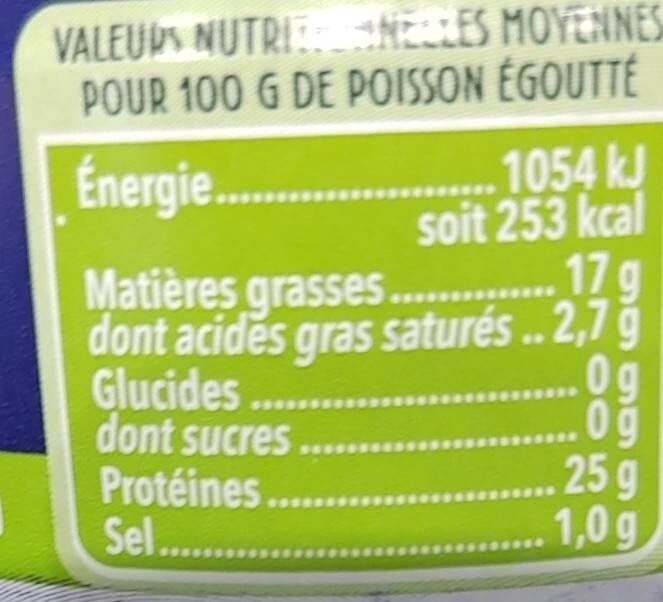 VALEURS NUTRITIONNELLES MOYENNES
POUR 100 G DE POISSON ÉGOUTTÉ
Énergie.................... 1054 kJ
soit 253 kcal
Matières grasses............. 17 g
dont acides gras saturés .. 2,7 g
Glucides ......................... 0 g
dont sucres ..................... 0 g
Protéines...................... 25 g
Sel.............................. 1,0 g